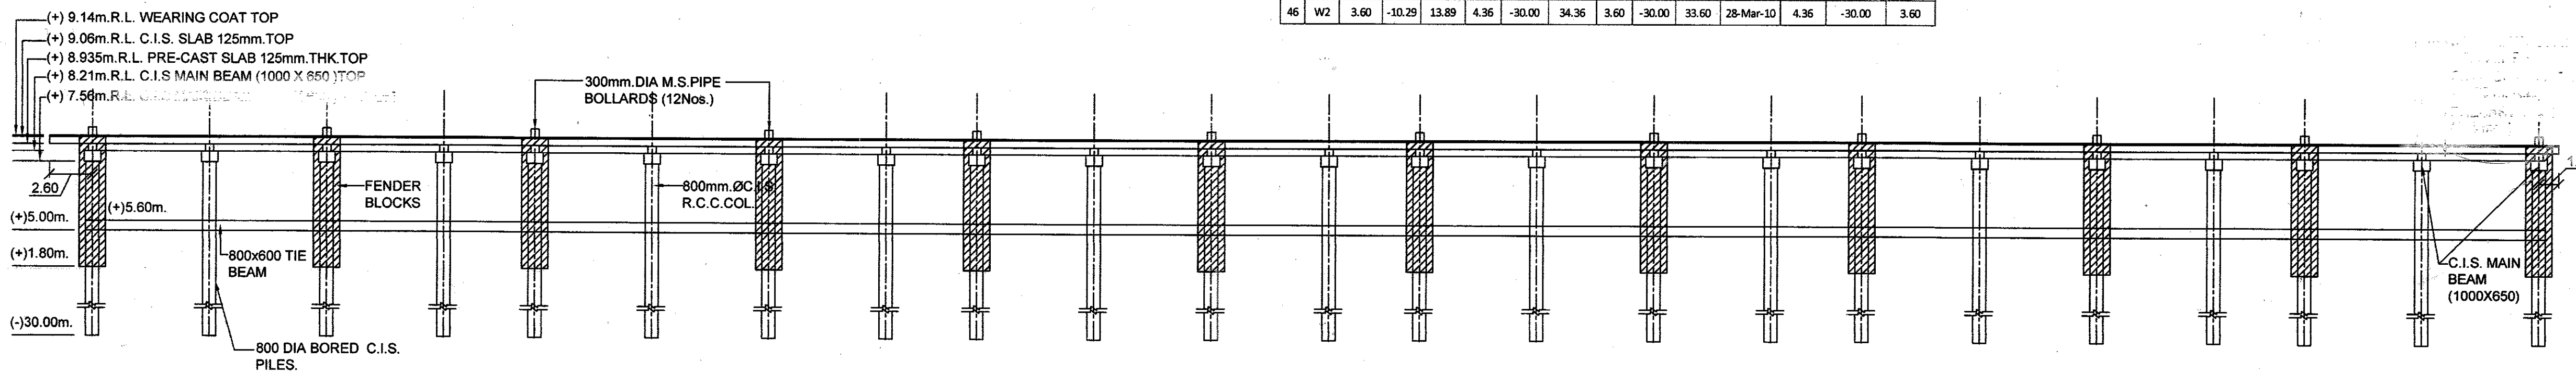 46 W2 3.60 -10.29 13.89 4.36 -30.00 34.36 3.60 -30.00 33.60 28-Mar-10 4.36 -30.00 3.60
(+) 9.14m.R.L. WEARING COAT TOP
(+) 9.06m.R.L. C.I.S. SLAB 125mm.TOP
(+) 8.935m.R.L. PRE-CAST SLAB 125mm.THK.TOP
(+) 8.21m.R.L. C.I.S MAIN BEAM (1000 X 650 )TOP
(+) 7.56m.R.L.
300mm.DIA M.S.PIPE
BOLLARDS (12Nos.)
2.60
FENDER
BLOCKS
800mm.ØC.I.S
R.C.C.COL.
(+)5.60m.
(+)5.00m.
(+)1.80m.
800x600 TIE
BEAM
C.I.S. MAIN
BEAM
(1000X650)
(-)30.00m.
800 DIA BORED C.I.S.
PILES.